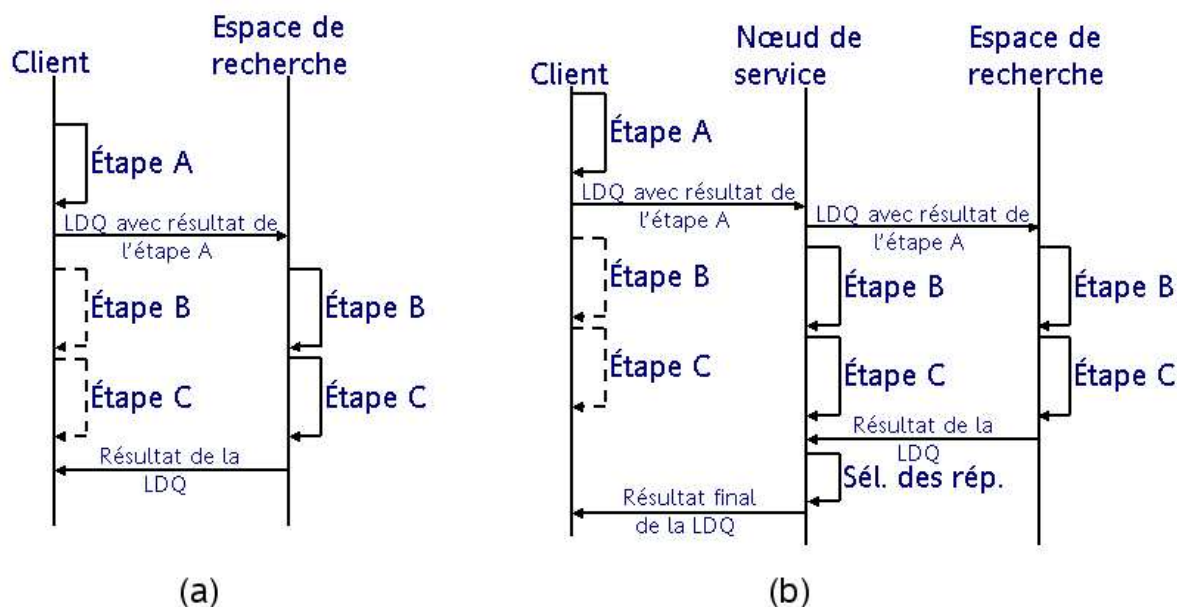 Espace de
recherche
Client
Étape A
LDQ avec résultat de
l'étape A
Étape B
Étape B
Étape C
Étape C
Résultat de la
LDQ
(a)
Nœud de
service
Espace de
recherche
Client
Étape A
LDQ avec résultat de
l'étape A
LDQ avec résultat de
l'étape A
Étape B
Étape B
Étape B
Étape C
Étape C
Étape C
Résultat de la
LDQ
Sél. des rép.
Résultat final
de la LDQ
(b)